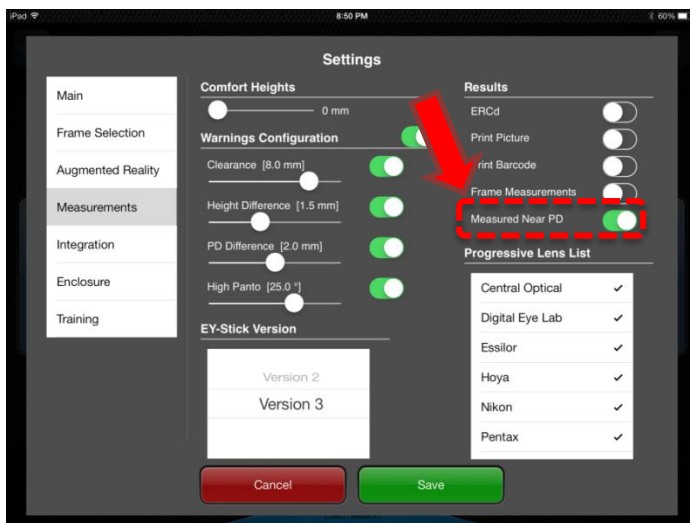 iPad 8:50 PM 60%
Settings
Main
Frame Selection
Augmented Reality
Measurements
Integration
Enclosure
Training
Comfort Heights
0 mm
Warnings Configuration
Clearance [8.0 mm]
Height Difference [1.5 mm]
PD Difference [2.0 mm]
High Panto [25.0 °]
EY-Stick Version
Version 2
Version 3
Results
ERCd
Print Picture
rint Barcode
Frame Measurements
Measured Near PD
Progressive Lens List
Central Optical
Digital Eye Lab
Essilor
Hoya
Nikon
Pentax
Cancel
Save